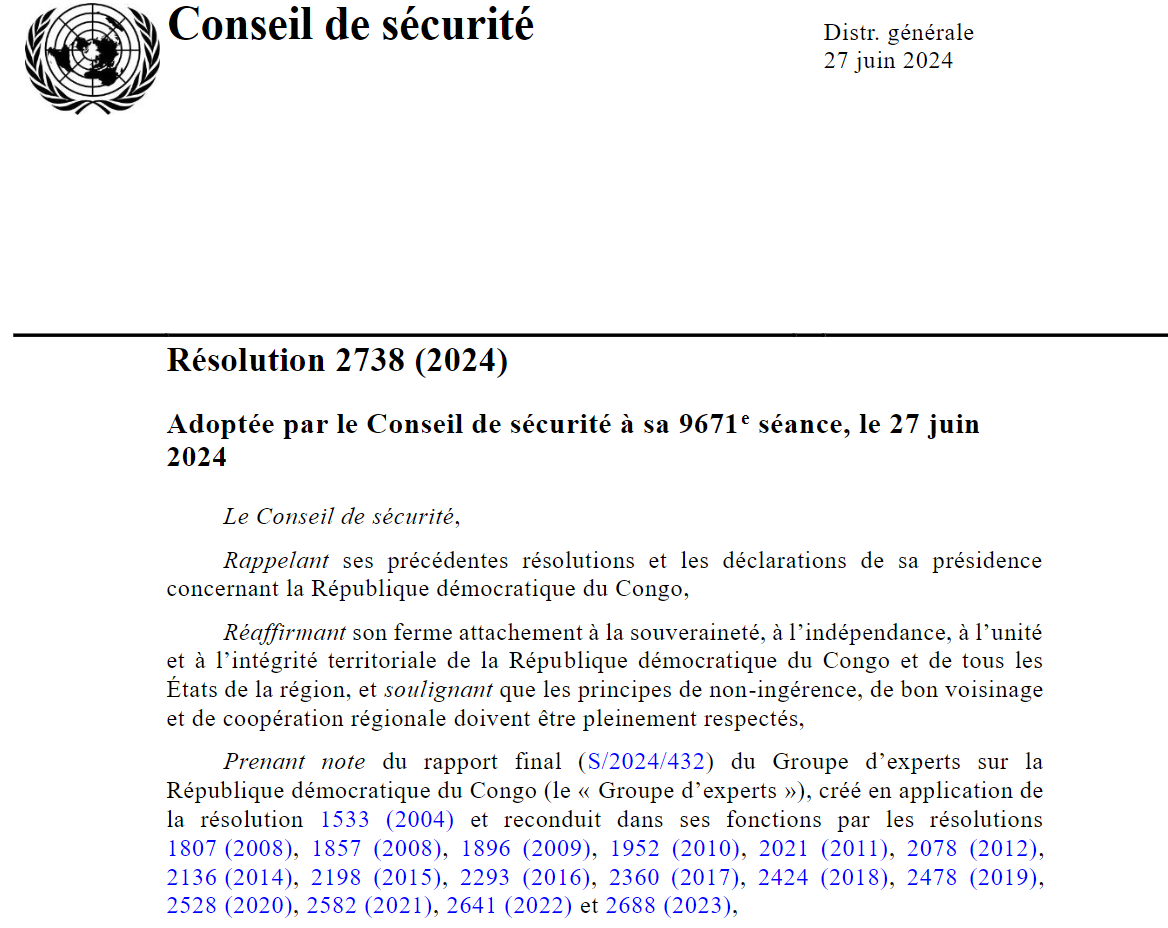 Conseil de sécurité
Distr. générale
27 juin 2024
Résolution 2738 (2024)
Adoptée par le Conseil de sécurité à sa 9671e séance, le 27 juin
2024
Le Conseil de sécurité,
Rappelant ses précédentes résolutions et les déclarations de sa présidence
concernant la République démocratique du Congo,
Réaffirmant son ferme attachement à la souveraineté, à l’indépendance, à l’unité
et à l’intégrité territoriale de la République démocratique du Congo et de tous les
États de la région, et soulignant que les principes de non-ingérence, de bon voisinage
et de coopération régionale doivent être pleinement respectés,
Prenant note du rapport final (S/2024/432) du Groupe d’experts sur la
République démocratique du Congo (le « Groupe d’experts »), créé en application de
la résolution 1533 (2004) et reconduit dans ses fonctions par les résolutions
1807 (2008), 1857 (2008), 1896 (2009), 1952 (2010), 2021 (2011), 2078 (2012),
2136 (2014), 2198 (2015), 2293 (2016), 2360 (2017), 2424 (2018), 2478 (2019),
2528 (2020), 2582 (2021), 2641 (2022) et 2688 (2023),